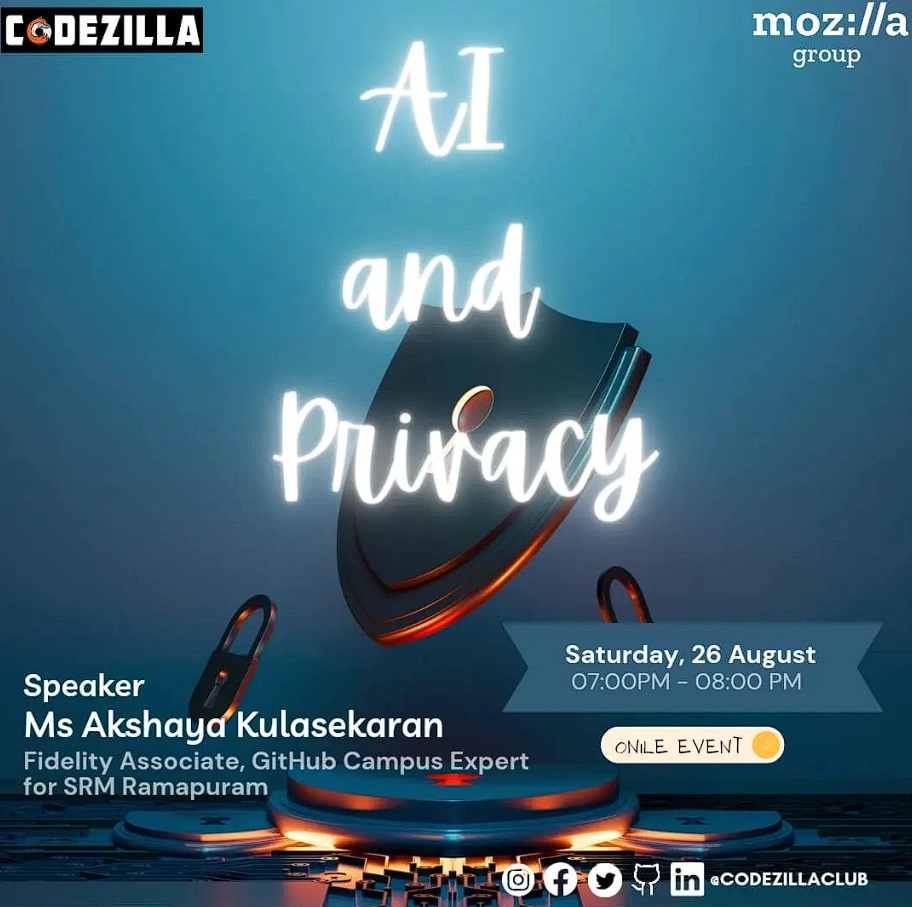 CODEZILLA
moz://a
group
AI
and
Privacy
Saturday, 26 August
07:00PM - 08:00 PM
Speaker
Ms Akshaya Kulasekaran
Fidelity Associate, GitHub Campus Expert
for SRM Ramapuram
ONILE EVENT
@CODEZILLACLUB